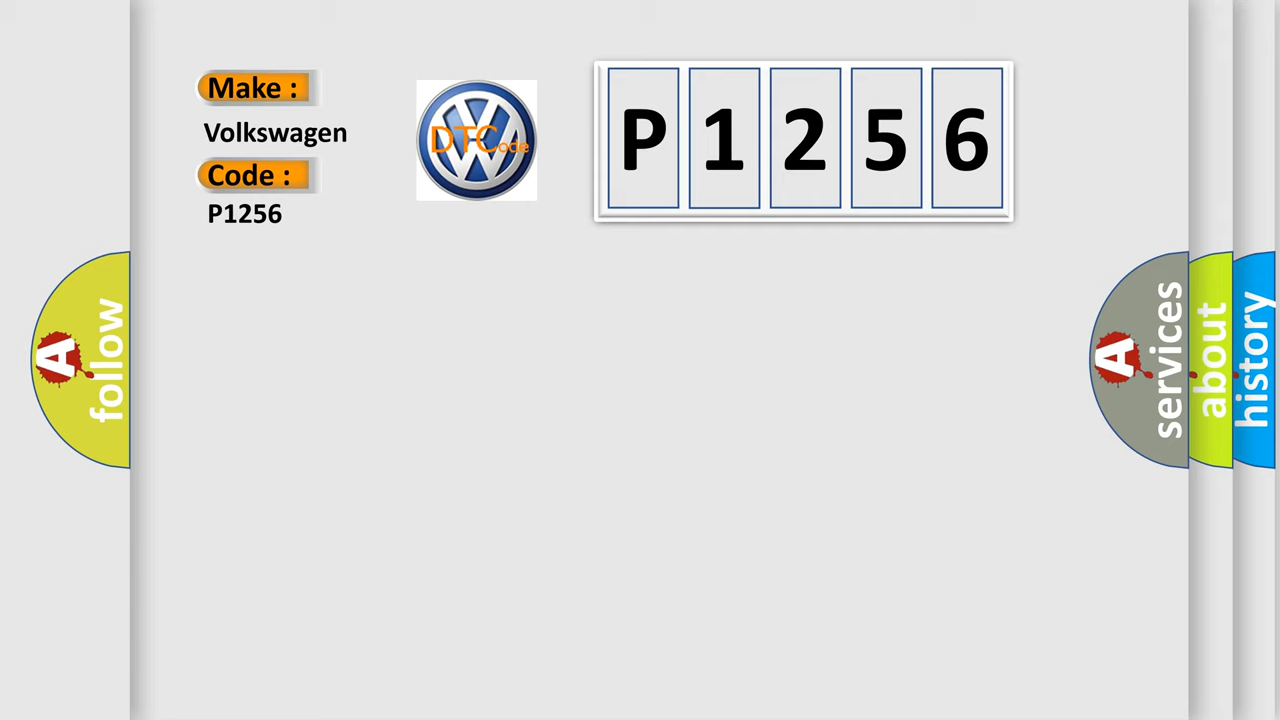 Make :
Volkswagen
Code :
P1256
DTCode
P 1 2 5 6
A follow
A services
about
history